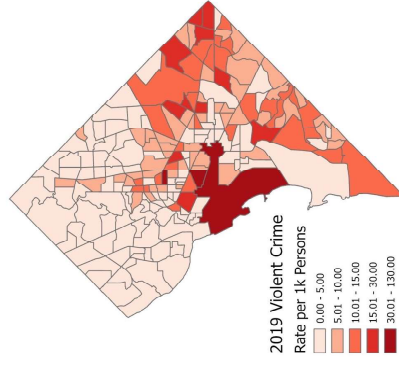 2019 Violent Crime
Rate per 1k Persons
0.00 - 5.00
5.01 - 10.00
10.01 - 15.00
15.01 - 30.00
30.01 - 130.00